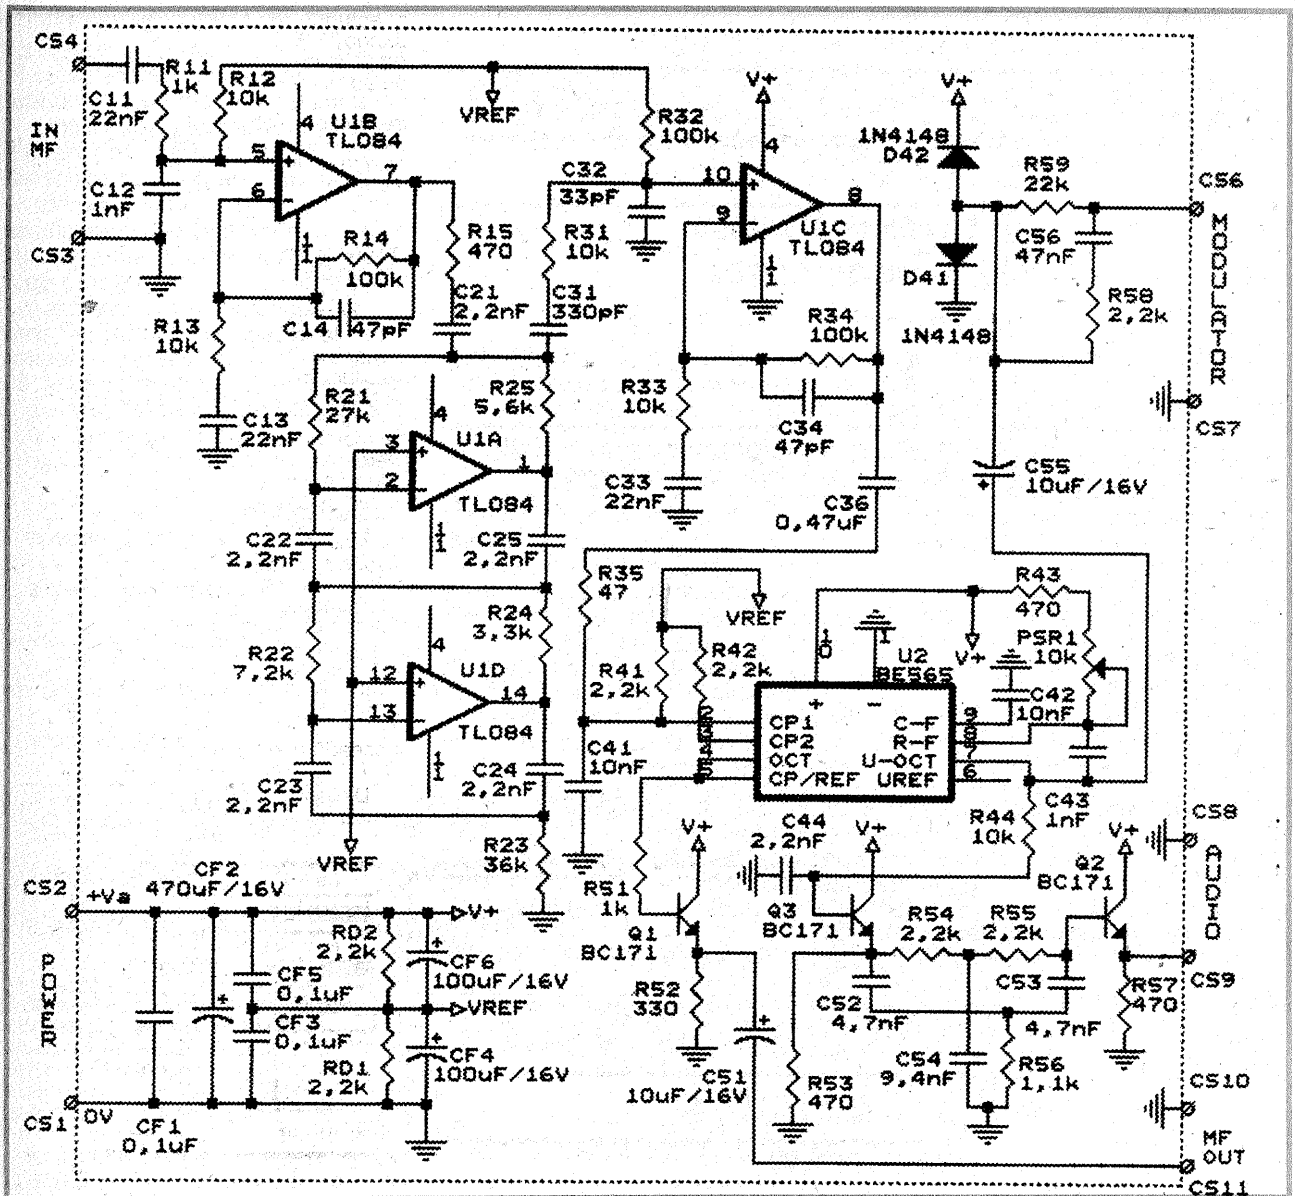 CS4
R11
1k
R12
10k
C11
22nF
IN
MF
4
U1B
TL084
VREF
R32
100k
V+
4
V+
1N4148
D42
R59
22k
CS6
5
7
6
C12
1nF
C32
33pF
10
8
9
U1C
TL084
CS3
11
R14
100k
R15
470
R31
10k
11
C56
47nF
D41
MODULATOR
C21
2,2nF
C31
330pF
R58
2,2k
R13
10k
C14
47pF
R34
100k
1N4148
R21
27k
R25
5,6k
R33
10k
C13
22nF
4
U1A
C34
47pF
CS7
3
1
2
TL084
C33
22nF
C36
0,47uF
C55
10uF/16V
C22
2,2nF
11
C25
2,2nF
R35
47
VREF
R43
470
R24
3,3k
10
1
V+
PSR1
10k
R22
7,2k
4
U1D
R41
2,2k
R42
2,2k
U2
BE565
C42
10nF
12
14
13
TL084
+
-
CP1
CP2
OCT
CP/REF
C-F
R-F
U-OCT
UREF
9
8
7
6
C41
10nF
11
C23
2,2nF
C24
2,2nF
C43
1nF
R44
10k
CS8
VREF
R23
36k
V+
C44
2,2nF
V+
V+
Q2
BC171
AUDIO
CF2
470uF/16V
CS2
+Va
V+
R51
1k
Q1
BC171
Q3
BC171
R54
2,2k
R55
2,2k
RD2
2,2k
CF6
100uF/16V
POWER
CF5
0,1uF
VREF
CF3
0,1uF
R52
330
C52
4,7nF
C53
4,7nF
R57
470
CS9
RD1
2,2k
CF4
100uF/16V
C51
10uF/16V
R53
470
C54
9,4nF
R56
1,1k
CS10
CS1
0V
CF1
0,1uF
MF
OUT
CS11